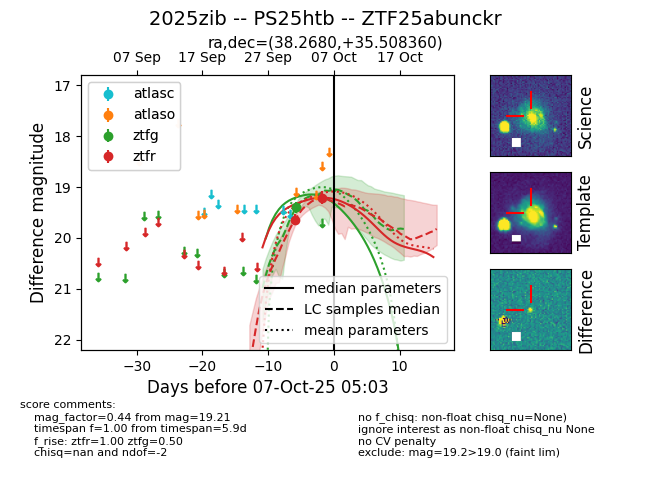 2025zib -- PS25htb -- ZTF25abunckr
ra,dec=(38.2680,+35.508360)
07 Sep 17 Sep 27 Sep 07 Oct 17 Oct
17
18
19
20
21
22
Difference magnitude
atlasc
atlaso
ztfg
ztfr
median parameters
LC samples median
mean parameters
−30 −20 −10 0 10
Days before 07-Oct-25 05:03
Science
Template
Difference
score comments:
mag_factor=0.44 from mag=19.21
timespan f=1.00 from timespan=5.9d
f_rise: ztfr=1.00 ztfg=0.50
chisq=nan and ndof=-2
no f_chisq: non-float chisq_nu=None)
ignore interest as non-float chisq_nu None
no CV penalty
exclude: mag=19.2>19.0 (faint lim)